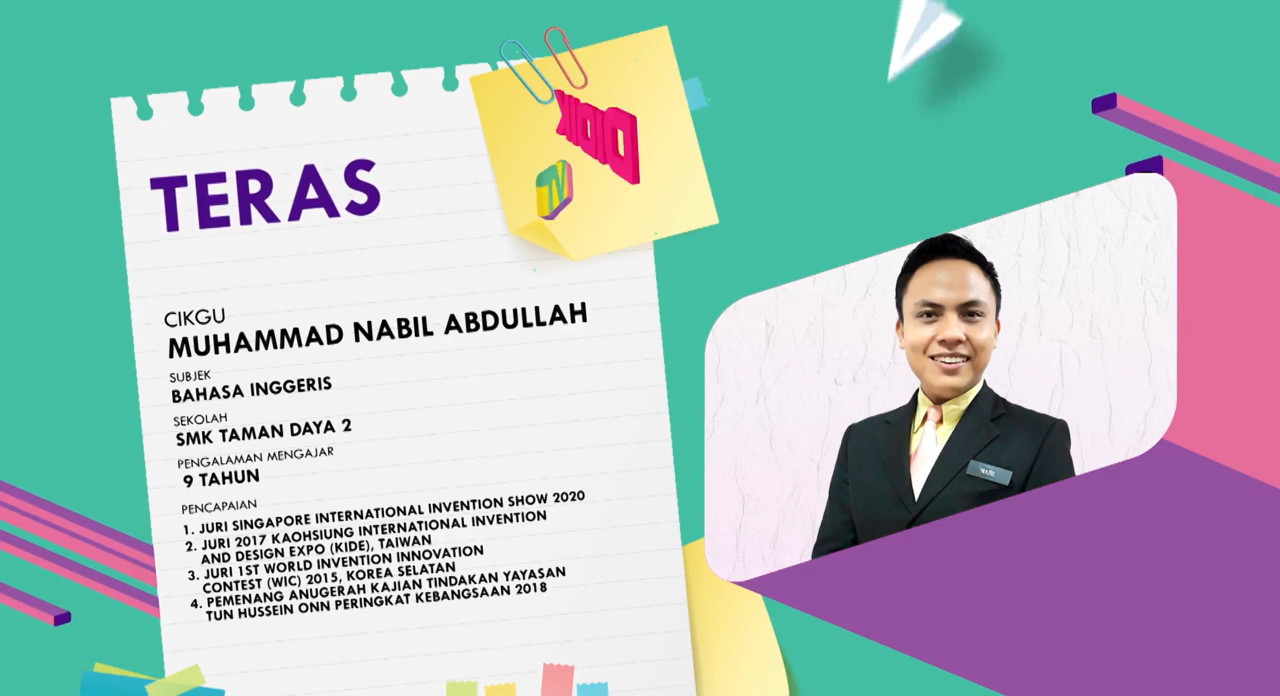 TERAS
DIDIK
TV
CIKGU
MUHAMMAD NABIL ABDULLAH
SUBJEK
BAHASA INGGERIS
SEKOLAH
SMK TAMAN DAYA 2
PENGALAMAN MENGAJAR
9 TAHUN
PENCAPAIAN
1. JURI SINGAPORE INTERNATIONAL INVENTION SHOW 2020
2. JURI 2017 KAOHSIUNG INTERNATIONAL INVENTION
AND DESIGN EXPO (KIDE), TAIWAN
3. JURI 1ST WORLD INVENTION INNOVATION
CONTEST (WIC) 2015, KOREA SELATAN
4. PEMENANG ANUGERAH KAJIAN TINDAKAN YAYASAN
TUN HUSSEIN ONN PERINGKAT KEBANGSAAN 2018